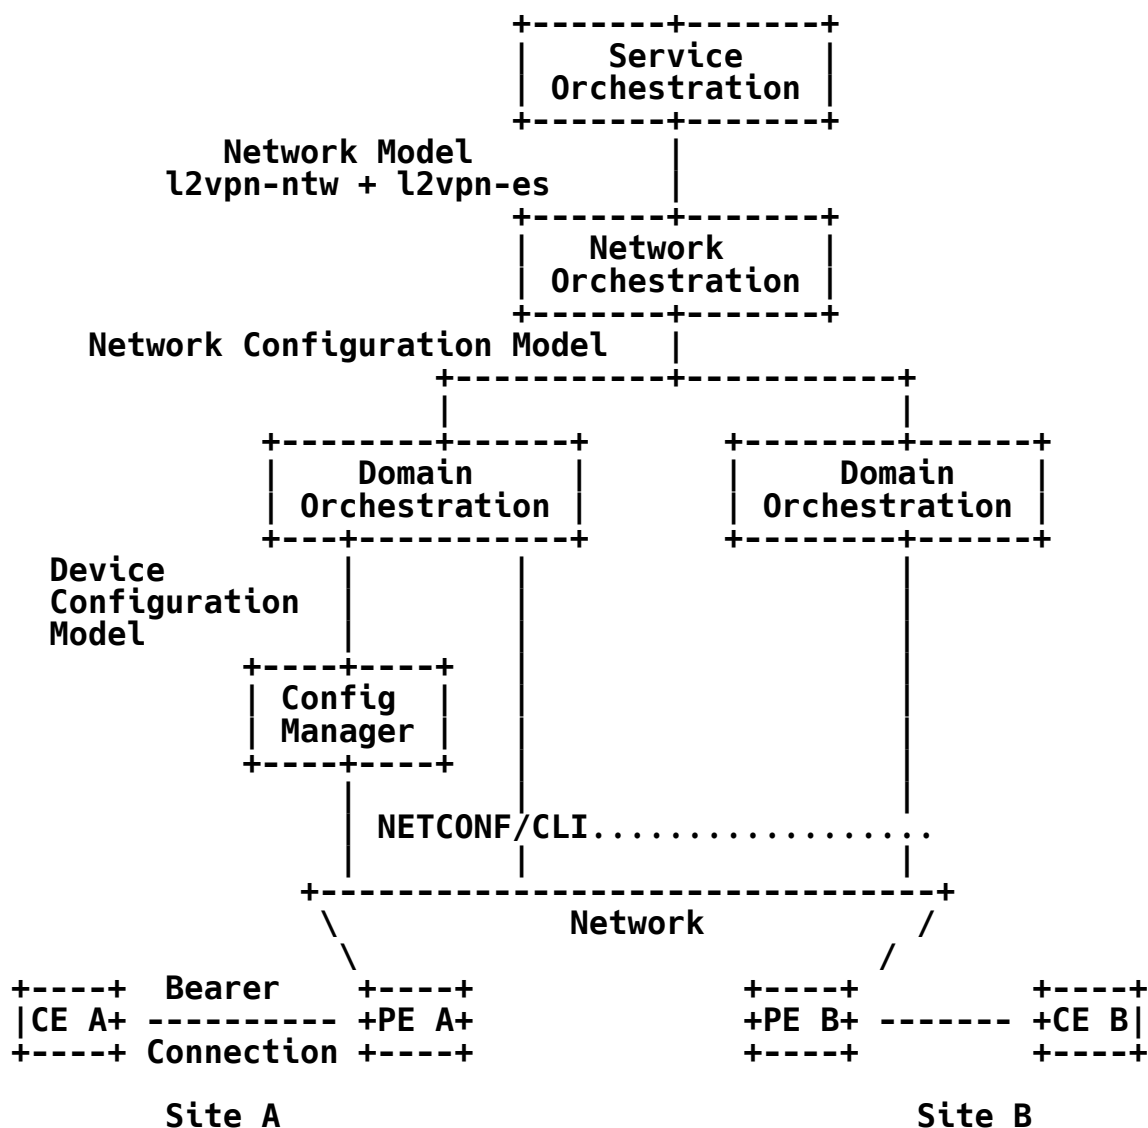 Service
Orchestration
Network Model
l2vpn-ntw + l2vpn-es
Network
Orchestration
Network Configuration Model
Domain Domain
Orchestration Orchestration
Device
Configuration
Model
Config
Manager
NETCONF/CLI..................
Network
Bearer
CE A PE A PE B CE B
Connection
Site A Site B